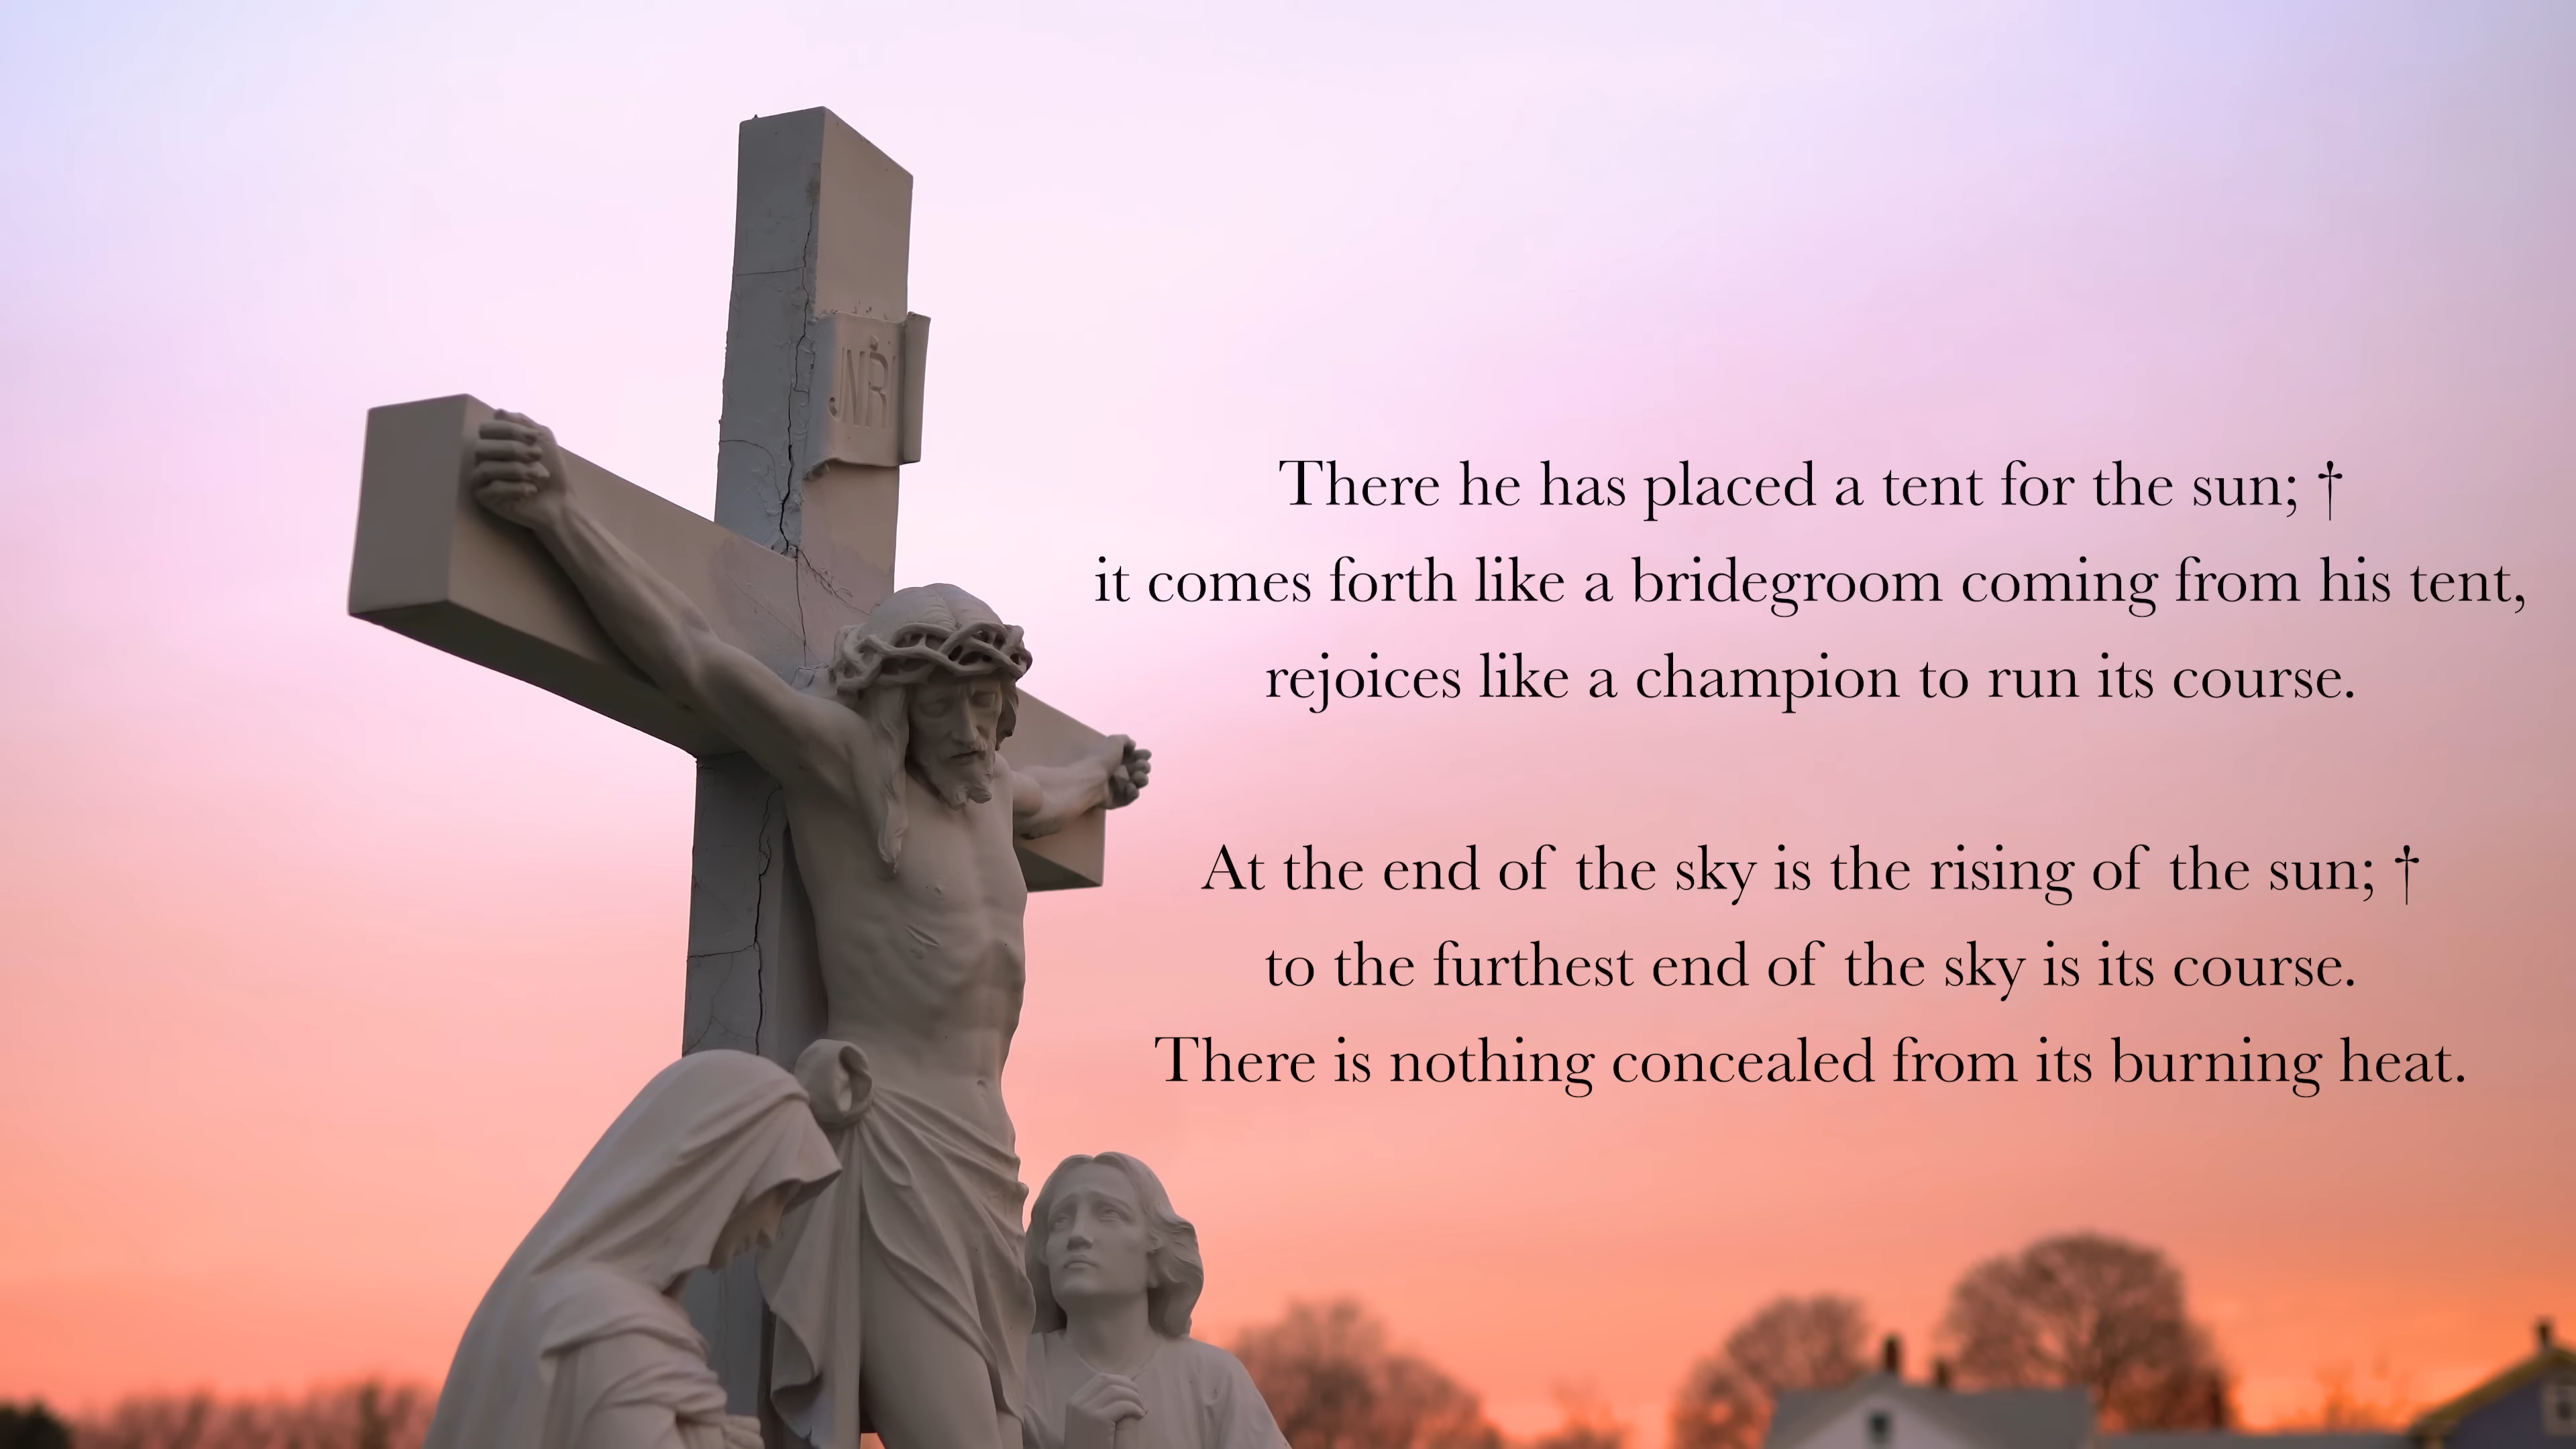 JNRI
There he has placed a tent for the sun; †
it comes forth like a bridegroom coming from his tent,
rejoices like a champion to run its course.
At the end of the sky is the rising of the sun; †
to the furthest end of the sky is its course.
There is nothing concealed from its burning heat.